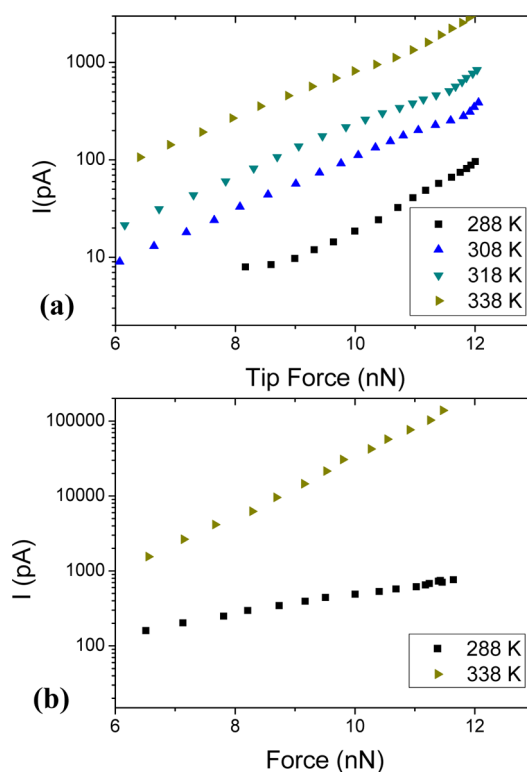 (a)
1000
100
10
I(pA)
288 K
308 K
318 K
338 K
6 8 10 12
Tip Force (nN)
(b)
100000
10000
1000
100
I (pA)
288 K
338 K
6 8 10 12
Force (nN)